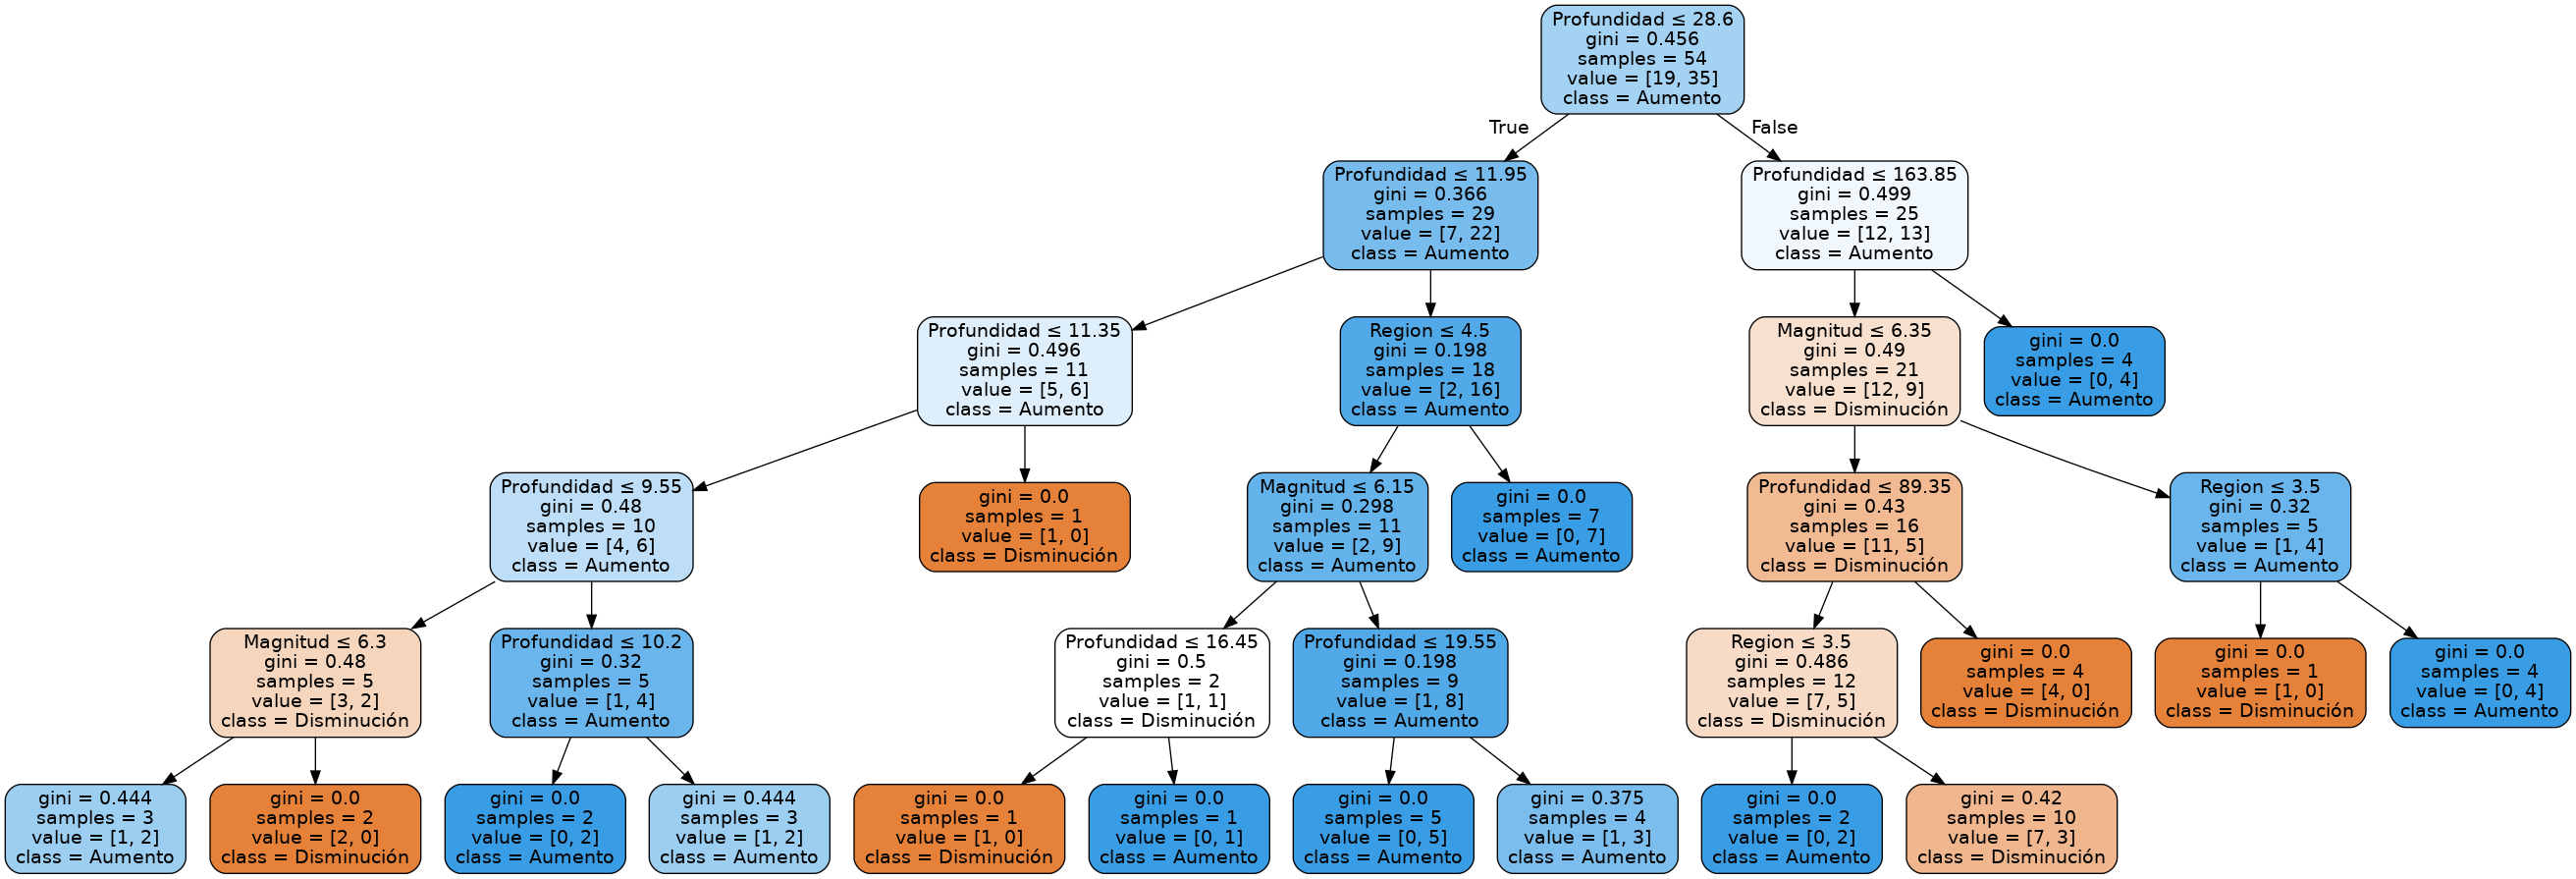 Profundidad ≤ 28.6
gini = 0.456
samples = 54
value = [19, 35]
class = Aumento
True
False
Profundidad ≤ 11.95
gini = 0.366
samples = 29
value = [7, 22]
class = Aumento
Profundidad ≤ 163.85
gini = 0.499
samples = 25
value = [12, 13]
class = Aumento
Profundidad ≤ 11.35
gini = 0.496
samples = 11
value = [5, 6]
class = Aumento
Region ≤ 4.5
gini = 0.198
samples = 18
value = [2, 16]
class = Aumento
Magnitud ≤ 6.35
gini = 0.49
samples = 21
value = [12, 9]
class = Disminución
gini = 0.0
samples = 4
value = [0, 4]
class = Aumento
Profundidad ≤ 9.55
gini = 0.48
samples = 10
value = [4, 6]
class = Aumento
gini = 0.0
samples = 1
value = [1, 0]
class = Disminución
Magnitud ≤ 6.15
gini = 0.298
samples = 11
value = [2, 9]
class = Aumento
gini = 0.0
samples = 7
value = [0, 7]
class = Aumento
Profundidad ≤ 89.35
gini = 0.43
samples = 16
value = [11, 5]
class = Disminución
Region ≤ 3.5
gini = 0.32
samples = 5
value = [1, 4]
class = Aumento
Magnitud ≤ 6.3
gini = 0.48
samples = 5
value = [3, 2]
class = Disminución
Profundidad ≤ 10.2
gini = 0.32
samples = 5
value = [1, 4]
class = Aumento
Profundidad ≤ 16.45
gini = 0.5
samples = 2
value = [1, 1]
class = Disminución
Profundidad ≤ 19.55
gini = 0.198
samples = 9
value = [1, 8]
class = Aumento
Region ≤ 3.5
gini = 0.486
samples = 12
value = [7, 5]
class = Disminución
gini = 0.0
samples = 4
value = [4, 0]
class = Disminución
gini = 0.0
samples = 1
value = [1, 0]
class = Disminución
gini = 0.0
samples = 4
value = [0, 4]
class = Aumento
gini = 0.444
samples = 3
value = [1, 2]
class = Aumento
gini = 0.0
samples = 2
value = [2, 0]
class = Disminución
gini = 0.0
samples = 2
value = [0, 2]
class = Aumento
gini = 0.444
samples = 3
value = [1, 2]
class = Aumento
gini = 0.0
samples = 1
value = [1, 0]
class = Disminución
gini = 0.0
samples = 1
value = [0, 1]
class = Aumento
gini = 0.0
samples = 5
value = [0, 5]
class = Aumento
gini = 0.375
samples = 4
value = [1, 3]
class = Aumento
gini = 0.0
samples = 2
value = [0, 2]
class = Aumento
gini = 0.42
samples = 10
value = [7, 3]
class = Disminución